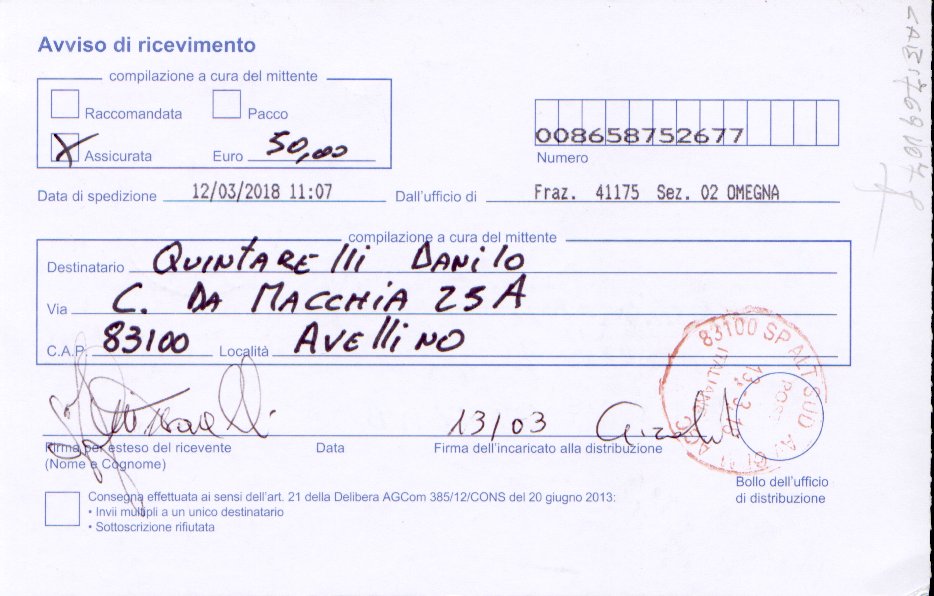 Avviso di ricevimento
compilazione a cura del mittente
Raccomandata Pacco
X Assicurata Euro 50,00
008658752677
Numero
Data di spedizione 12/03/2018 11:07 Dall'ufficio di Fraz. 41175 Sez. 02 OMEGNA
compilazione a cura del mittente
Destinatario QUINTARELLI DANILO
Via C. DA MACCHIA 25A
C.A.P. 83100 Località AVELLINO
83100 SP ALT SUD AV
13/03
Firma per esteso del ricevente
(Nome e Cognome)
Data
Firma dell'incaricato alla distribuzione
Bollo dell'ufficio
di distribuzione
Consegna effettuata ai sensi dell'art. 21 della Delibera AGCom 385/12/CONS del 20 giugno 2013:
• Invii multipli a un unico destinatario
• Sottoscrizione rifiutata